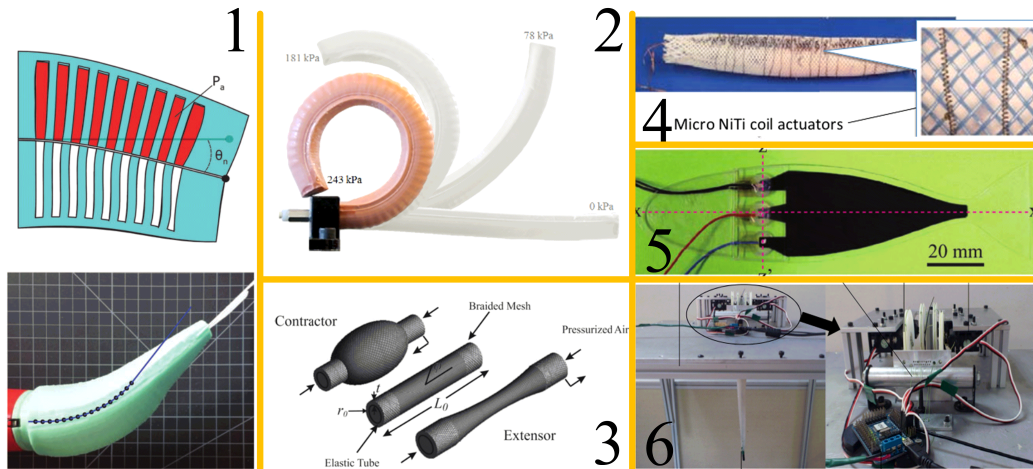 1
Pa
θn
2
181 kPa
78 kPa
243 kPa
0 kPa
3
Contractor
Braided Mesh
Pressurized Air
t
r0
L0
Elastic Tube
Extensor
4
Micro NiTi coil actuators
5
z
x
x
z'
20 mm
6